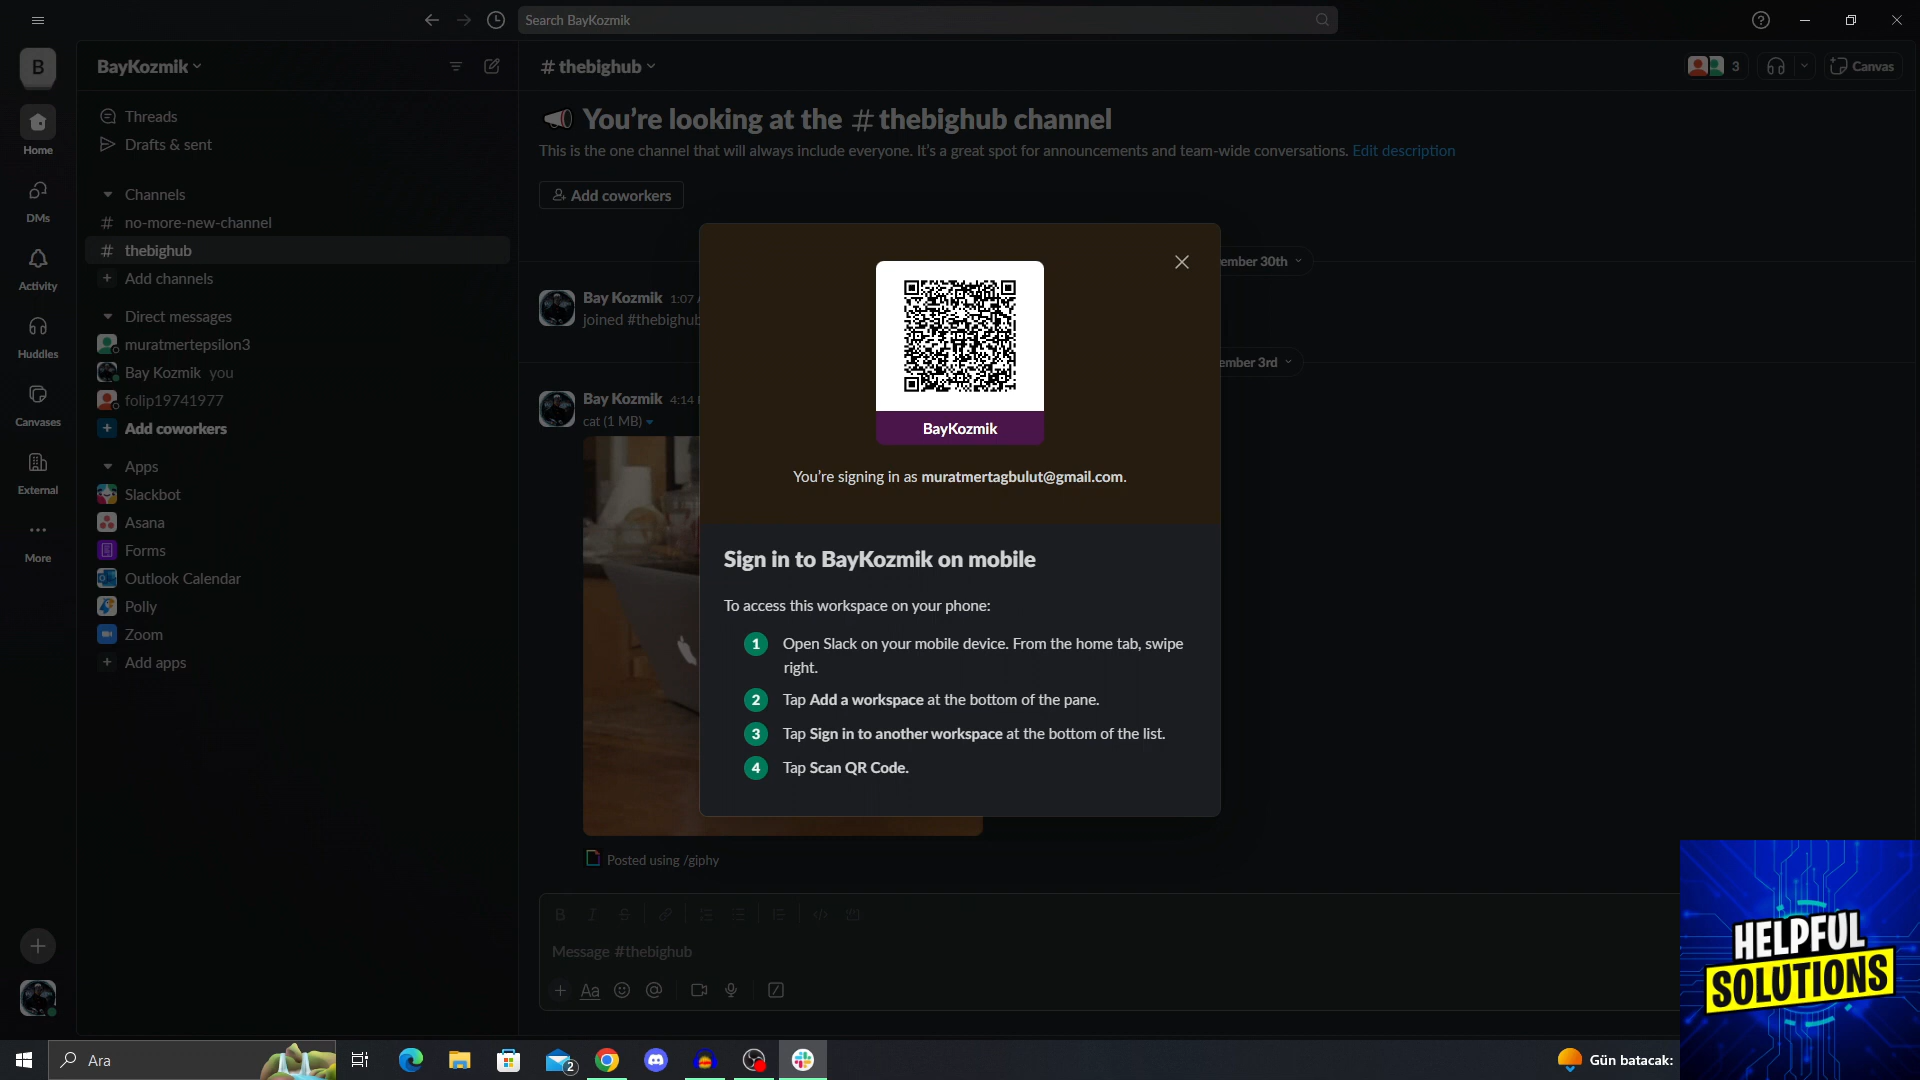 Search BayKozmik
B
BayKozmik
# thebighub
3
Canvas
Home
DMs
Activity
Huddles
Canvases
External
More
Threads
Drafts & sent
Channels
# no-more-new-channel
# thebighub
+ Add channels
Direct messages
muratmertepsilon3
Bay Kozmik you
folip19741977
+ Add coworkers
Apps
Slackbot
Asana
Forms
Outlook Calendar
Polly
Zoom
+ Add apps
You’re looking at the # thebighub channel
This is the one channel that will always include everyone. It’s a great spot for announcements and team-wide conversations. Edit description
Add coworkers
ember 30th
Bay Kozmik 1:07
joined #thebighub
ember 3rd
Bay Kozmik 4:14
cat (1 MB)
Posted using /giphy
BayKozmik
You’re signing in as muratmertagbulut@gmail.com.
Sign in to BayKozmik on mobile
To access this workspace on your phone:
1 Open Slack on your mobile device. From the home tab, swipe
right.
2 Tap Add a workspace at the bottom of the pane.
3 Tap Sign in to another workspace at the bottom of the list.
4 Tap Scan QR Code.
B I S
Message #thebighub
+ Aa
HELPFUL
SOLUTIONS
Ara
2
Gün batacak: